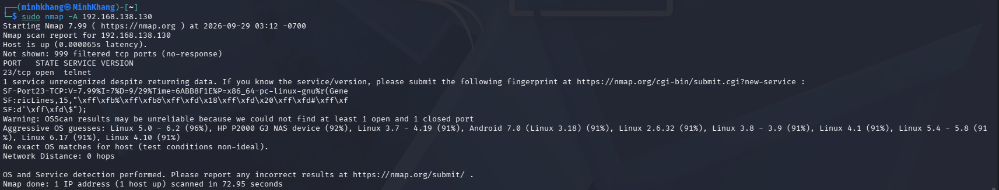 ┌──(minhkhang㉿MinhKhang)-[~]
└─$ sudo nmap -A 192.168.138.130
Starting Nmap 7.99 ( https://nmap.org ) at 2026-09-29 03:12 -0700
Nmap scan report for 192.168.138.130
Host is up (0.000065s latency).
Not shown: 999 filtered tcp ports (no-response)
PORT   STATE SERVICE VERSION
23/tcp open  telnet
1 service unrecognized despite returning data. If you know the service/version, please submit the following fingerprint at https://nmap.org/cgi-bin/submit.cgi?new-service :
SF-Port23-TCP:V=7.99%I=7%D=9/29%Time=6ABB8F1E%P=x86_64-pc-linux-gnu%r(Gene
SF:ricLines,15,"\xff\xfb%\xff\xfb&\xff\xfd\x18\xff\xfd\x20\xff\xfd#\xff\xf
SF:d'\xff\xfd\$");
Warning: OSScan results may be unreliable because we could not find at least 1 open and 1 closed port
Aggressive OS guesses: Linux 5.0 - 6.2 (96%), HP P2000 G3 NAS device (92%), Linux 3.7 - 4.19 (91%), Android 7.0 (Linux 3.18) (91%), Linux 2.6.32 (91%), Linux 3.8 - 3.9 (91%), Linux 4.1 (91%), Linux 5.4 - 5.8 (91
%), Linux 6.17 (91%), Linux 4.10 (91%)
No exact OS matches for host (test conditions non-ideal).
Network Distance: 0 hops
OS and Service detection performed. Please report any incorrect results at https://nmap.org/submit/ .
Nmap done: 1 IP address (1 host up) scanned in 72.95 seconds